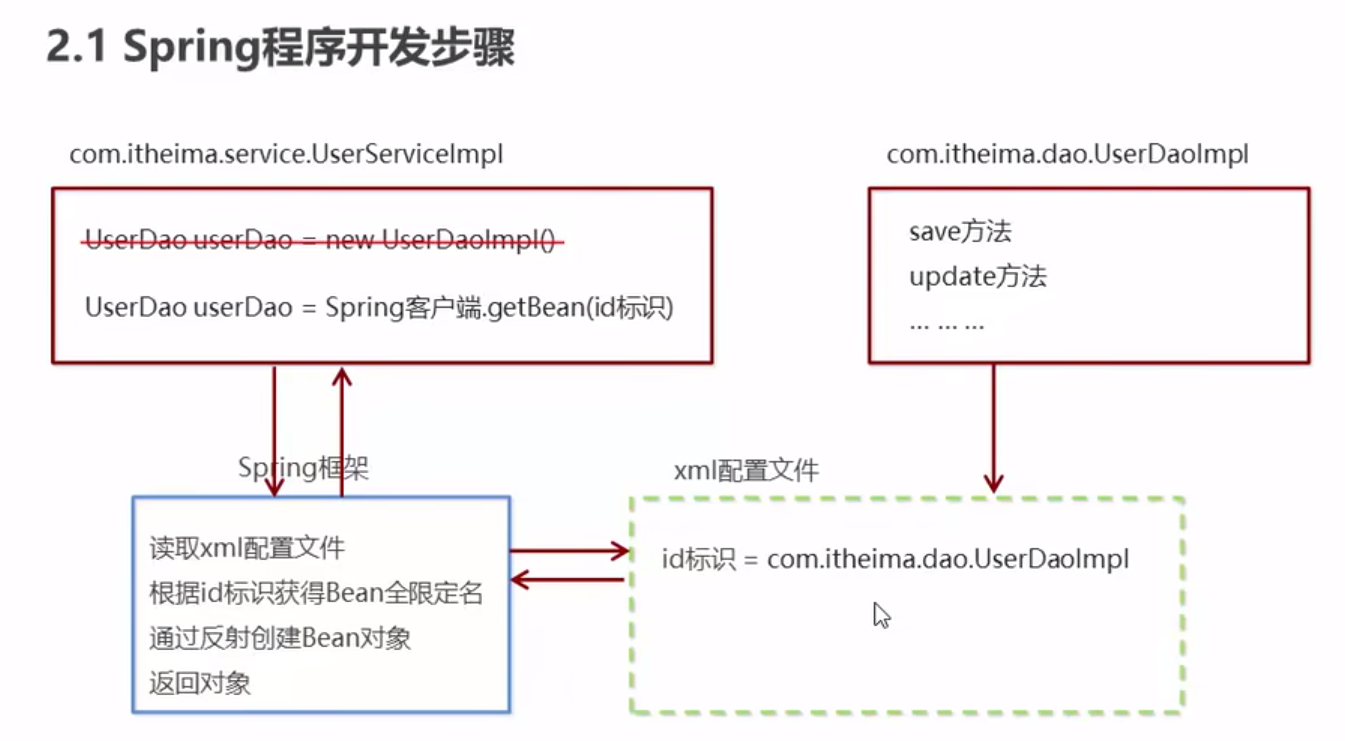 2.1 Spring程序开发步骤
com.itheima.service.UserServiceImpl
UserDao userDao = new UserDaoImpl()
UserDao userDao = Spring客户端.getBean(id标识)
com.itheima.dao.UserDaoImpl
save方法
update方法
... ... ...
Spring框架
读取xml配置文件
根据id标识获得Bean全限定名
通过反射创建Bean对象
返回对象
xml配置文件
id标识 = com.itheima.dao.UserDaoImpl